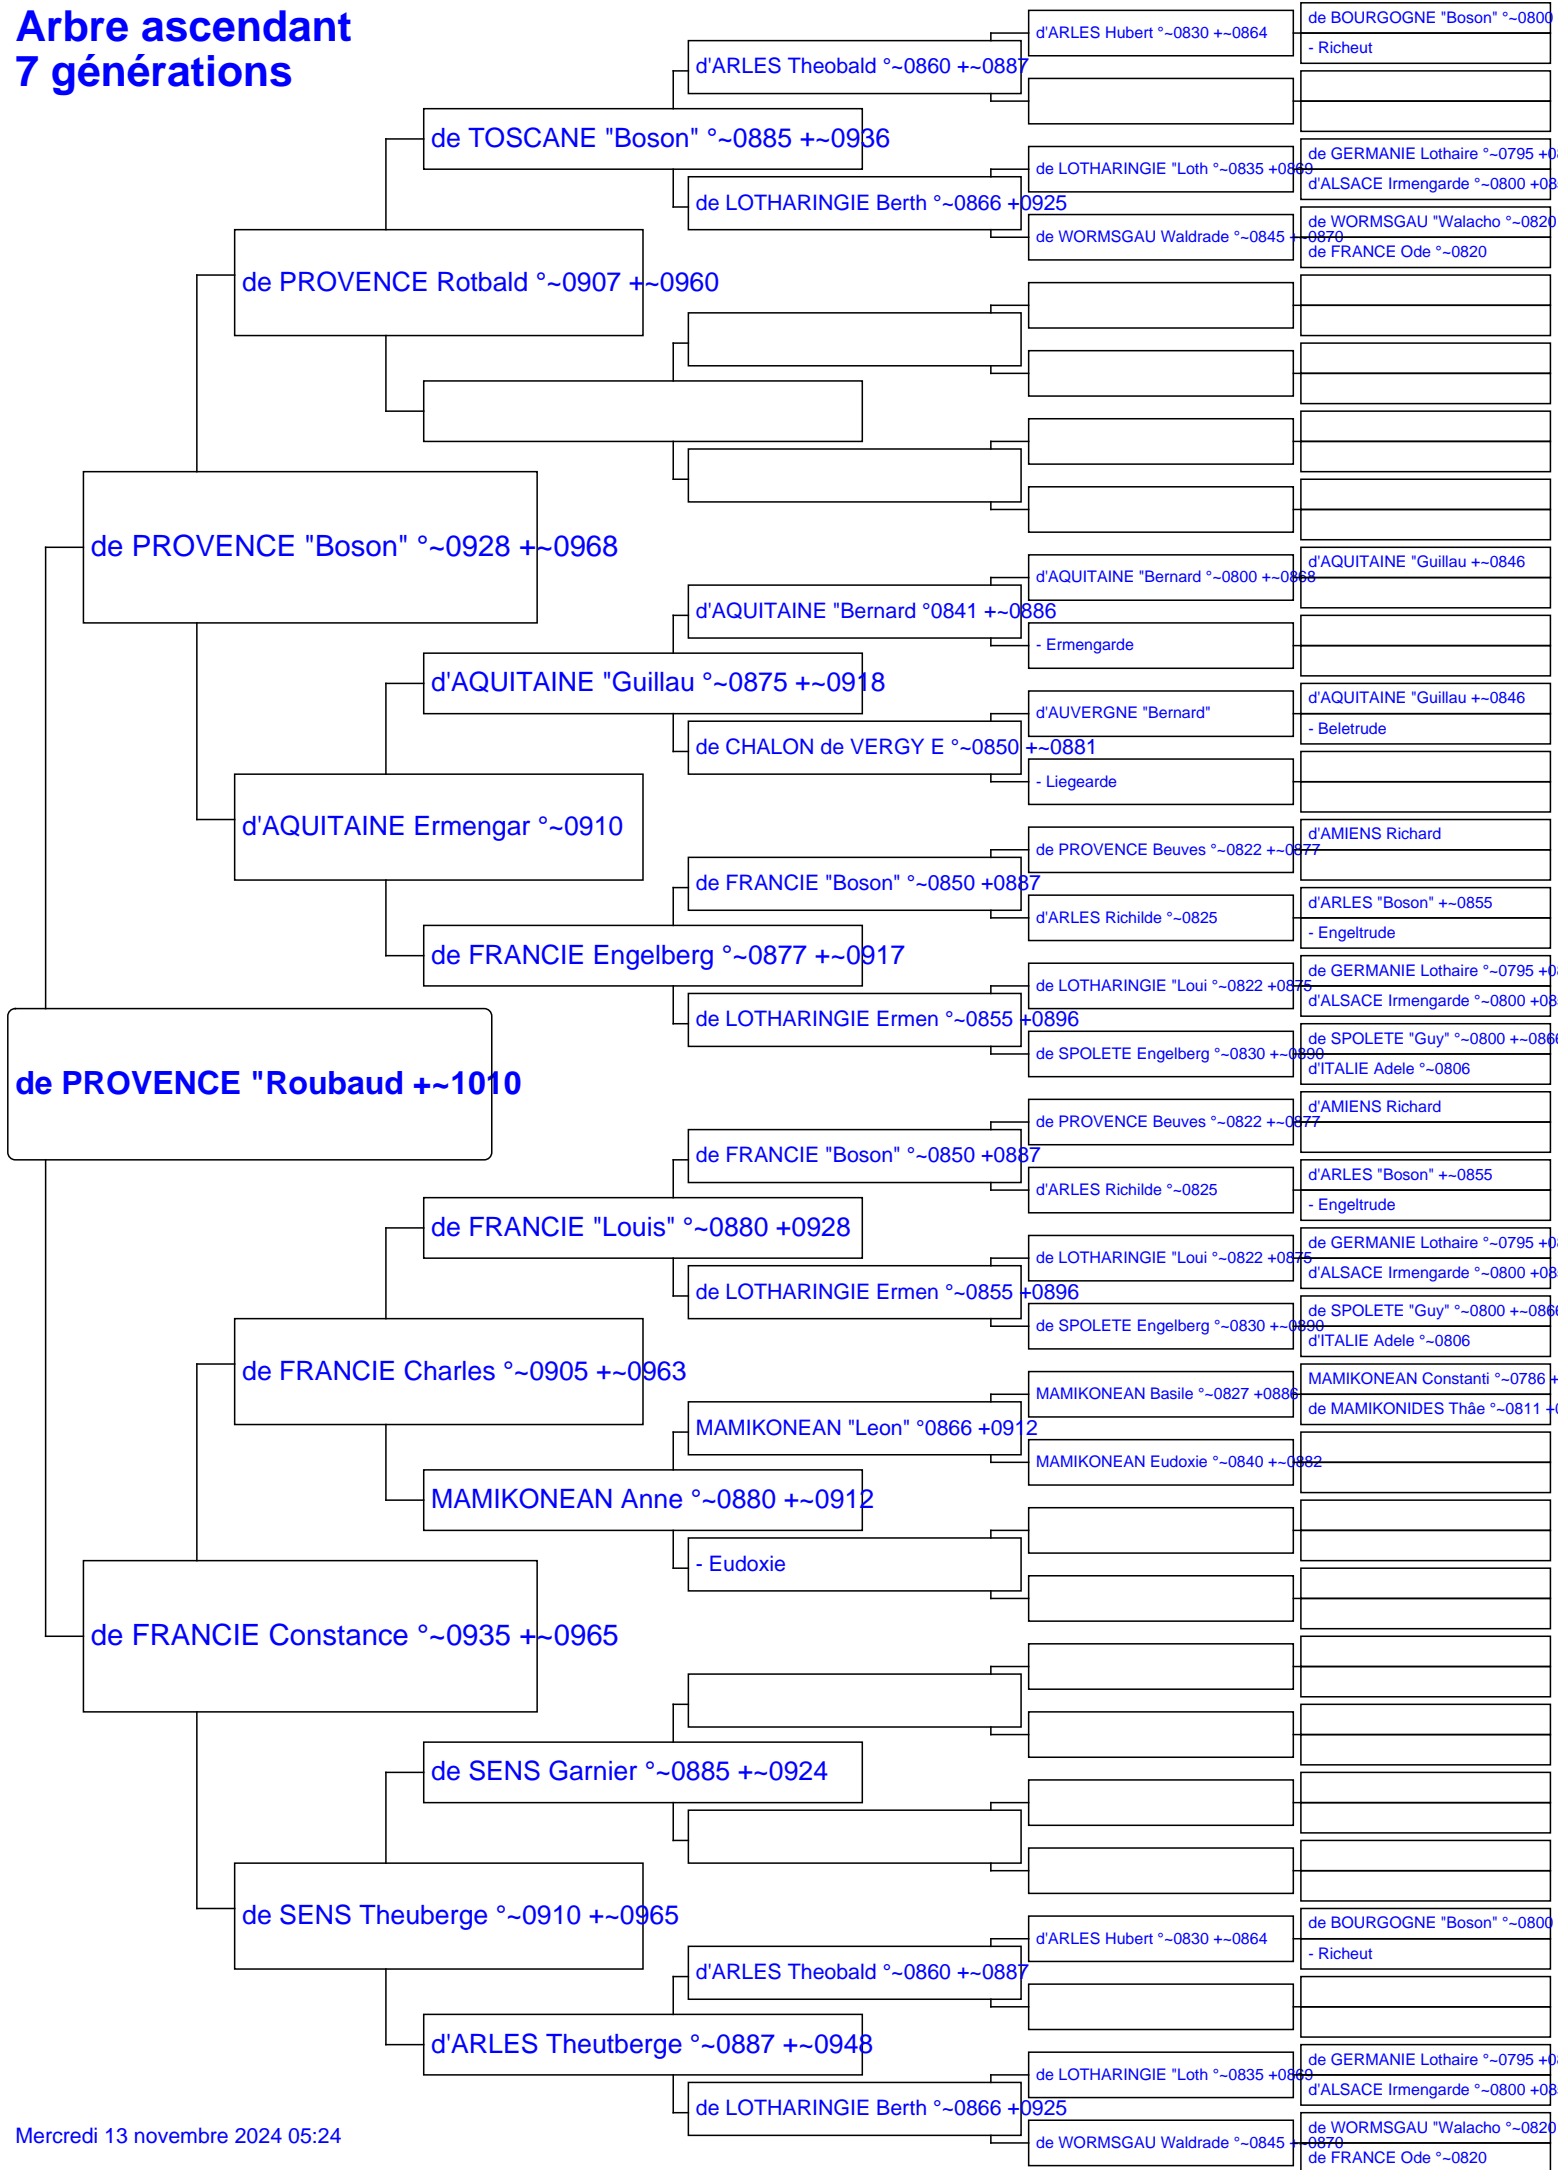 Arbre ascendant
7 générations
de PROVENCE "Roubaud +~1010
de PROVENCE "Boson" °~0928 +~0968
de FRANCIE Constance °~0935 +~0965
de PROVENCE Rotbald °~0907 +~0960
d'AQUITAINE Ermengar °~0910
de FRANCIE Charles °~0905 +~0963
de SENS Theuberge °~0910 +~0965
de TOSCANE "Boson" °~0885 +~0936
d'AQUITAINE "Guillau °~0875 +~0918
de FRANCIE Engelberg °~0877 +~0917
de FRANCIE "Louis" °~0880 +0928
MAMIKONEAN Anne °~0880 +~0912
de SENS Garnier °~0885 +~0924
d'ARLES Theutberge °~0887 +~0948
d'ARLES Theobald °~0860 +~0887
de LOTHARINGIE Berth °~0866 +0925
d'AQUITAINE "Bernard °0841 +~0886
de CHALON de VERGY E °~0850 +~0881
de FRANCIE "Boson" °~0850 +0887
de LOTHARINGIE Ermen °~0855 +0896
de FRANCIE "Boson" °~0850 +0887
de LOTHARINGIE Ermen °~0855 +0896
MAMIKONEAN "Leon" °0866 +0912
- Eudoxie
d'ARLES Theobald °~0860 +~0887
de LOTHARINGIE Berth °~0866 +0925
d'ARLES Hubert °~0830 +~0864
de LOTHARINGIE "Loth °~0835 +0869
de WORMSGAU Waldrade °~0845 +~0870
d'AQUITAINE "Bernard °~0800 +~0868
- Ermengarde
d'AUVERGNE "Bernard"
- Liegearde
de PROVENCE Beuves °~0822 +~0877
d'ARLES Richilde °~0825
de LOTHARINGIE "Loui °~0822 +0875
de SPOLETE Engelberg °~0830 +~0890
de PROVENCE Beuves °~0822 +~0877
d'ARLES Richilde °~0825
de LOTHARINGIE "Loui °~0822 +0875
de SPOLETE Engelberg °~0830 +~0890
MAMIKONEAN Basile °~0827 +0886
MAMIKONEAN Eudoxie °~0840 +~0882
d'ARLES Hubert °~0830 +~0864
de LOTHARINGIE "Loth °~0835 +0869
de WORMSGAU Waldrade °~0845 +~0870
de BOURGOGNE "Boson" °~0800
- Richeut
de GERMANIE Lothaire °~0795 +0
d'ALSACE Irmengarde °~0800 +08
de WORMSGAU "Walacho °~0820
de FRANCE Ode °~0820
d'AQUITAINE "Guillau +~0846
d'AQUITAINE "Guillau +~0846
- Beletrude
d'AMIENS Richard
d'ARLES "Boson" +~0855
- Engeltrude
de GERMANIE Lothaire °~0795 +0
d'ALSACE Irmengarde °~0800 +08
de SPOLETE "Guy" °~0800 +~0866
d'ITALIE Adele °~0806
d'AMIENS Richard
d'ARLES "Boson" +~0855
- Engeltrude
de GERMANIE Lothaire °~0795 +0
d'ALSACE Irmengarde °~0800 +08
de SPOLETE "Guy" °~0800 +~0866
d'ITALIE Adele °~0806
MAMIKONEAN Constanti °~0786 +
de MAMIKONIDES Thâe °~0811 +0
de BOURGOGNE "Boson" °~0800
- Richeut
de GERMANIE Lothaire °~0795 +0
d'ALSACE Irmengarde °~0800 +08
de WORMSGAU "Walacho °~0820
de FRANCE Ode °~0820
Mercredi 13 novembre 2024 05:24